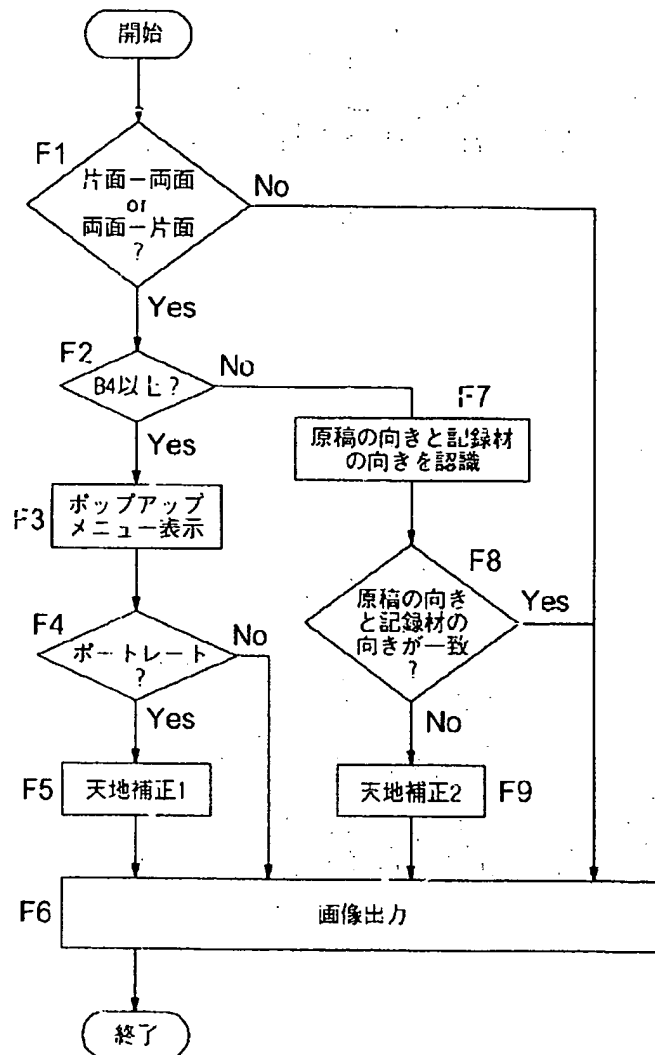 開始
F1
片面－両面
or
両面－片面
?
No
Yes
F2
B4以上?
No
Yes
F7
原稿の向きと記録材
の向きを認識
F3
ポップアップ
メニュー表示
F8
原稿の向き
と記録材の
向きが一致
?
Yes
No
F4
ポートレート
?
No
Yes
F5
天地補正1
天地補正2
F9
F6
画像出力
終了